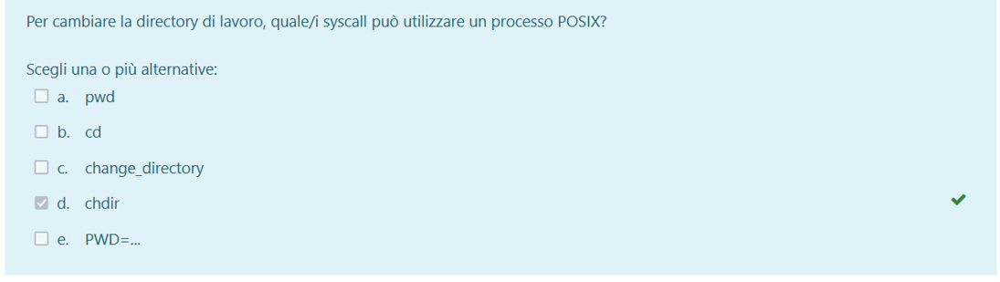 Per cambiare la directory di lavoro, quale/i syscall può utilizzare un processo POSIX?
Scegli una o più alternative:
a. pwd
b. cd
c. change_directory
d. chdir
e. PWD=...